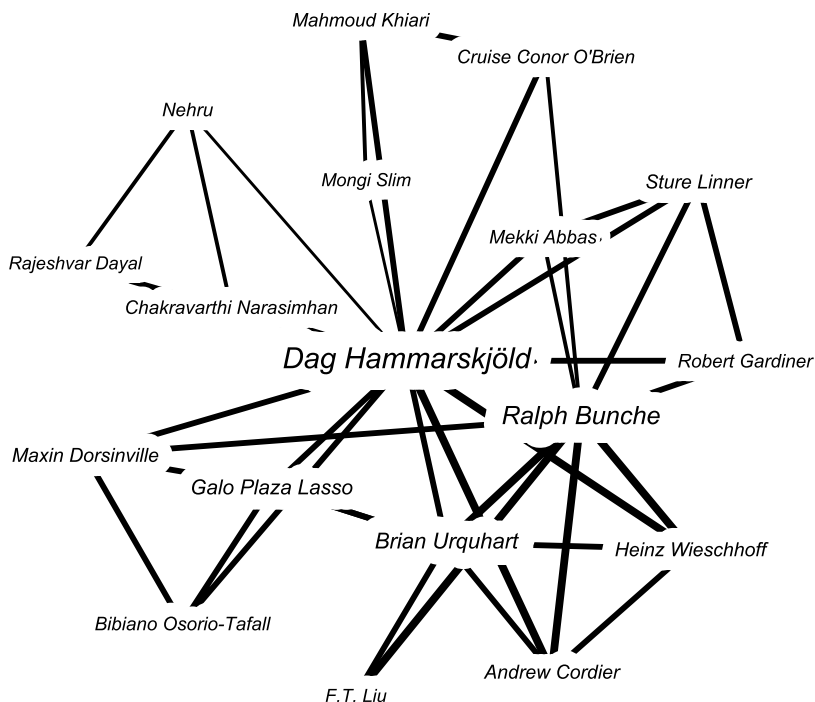 Mahmoud Khiari
Cruise Conor O'Brien
Nehru
Mongi Slim
Sture Linner
Mekki Abbas
Rajeshvar Dayal
Chakravarthi Narasimhan
Dag Hammarskjöld
Robert Gardiner
Ralph Bunche
Maxin Dorsinville
Galo Plaza Lasso
Brian Urquhart
Heinz Wieschhoff
Bibiano Osorio-Tafall
Andrew Cordier
F.T. Liu